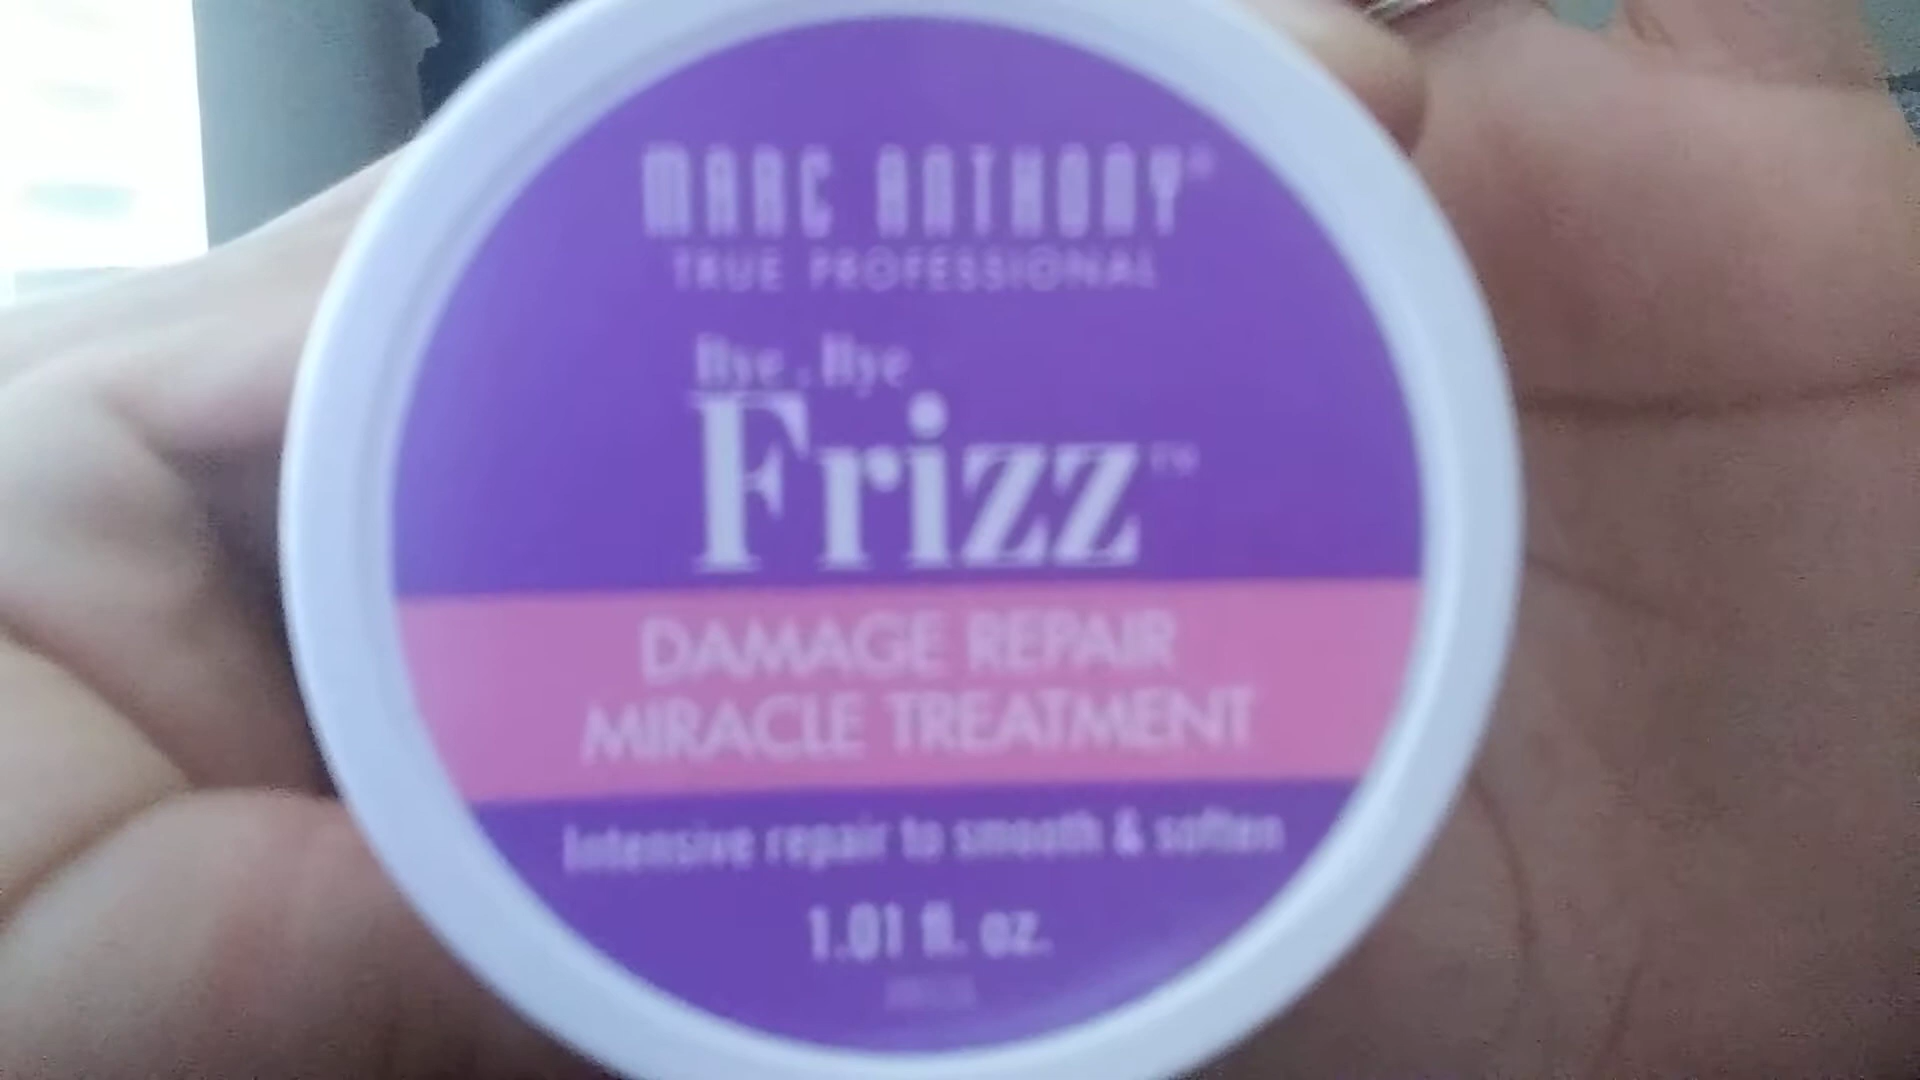 MARC ANTHONY®
TRUE PROFESSIONAL
Bye . Bye
Frizz™
DAMAGE REPAIR
MIRACLE TREATMENT
Intensive repair to smooth & soften
1.01 fl. oz.